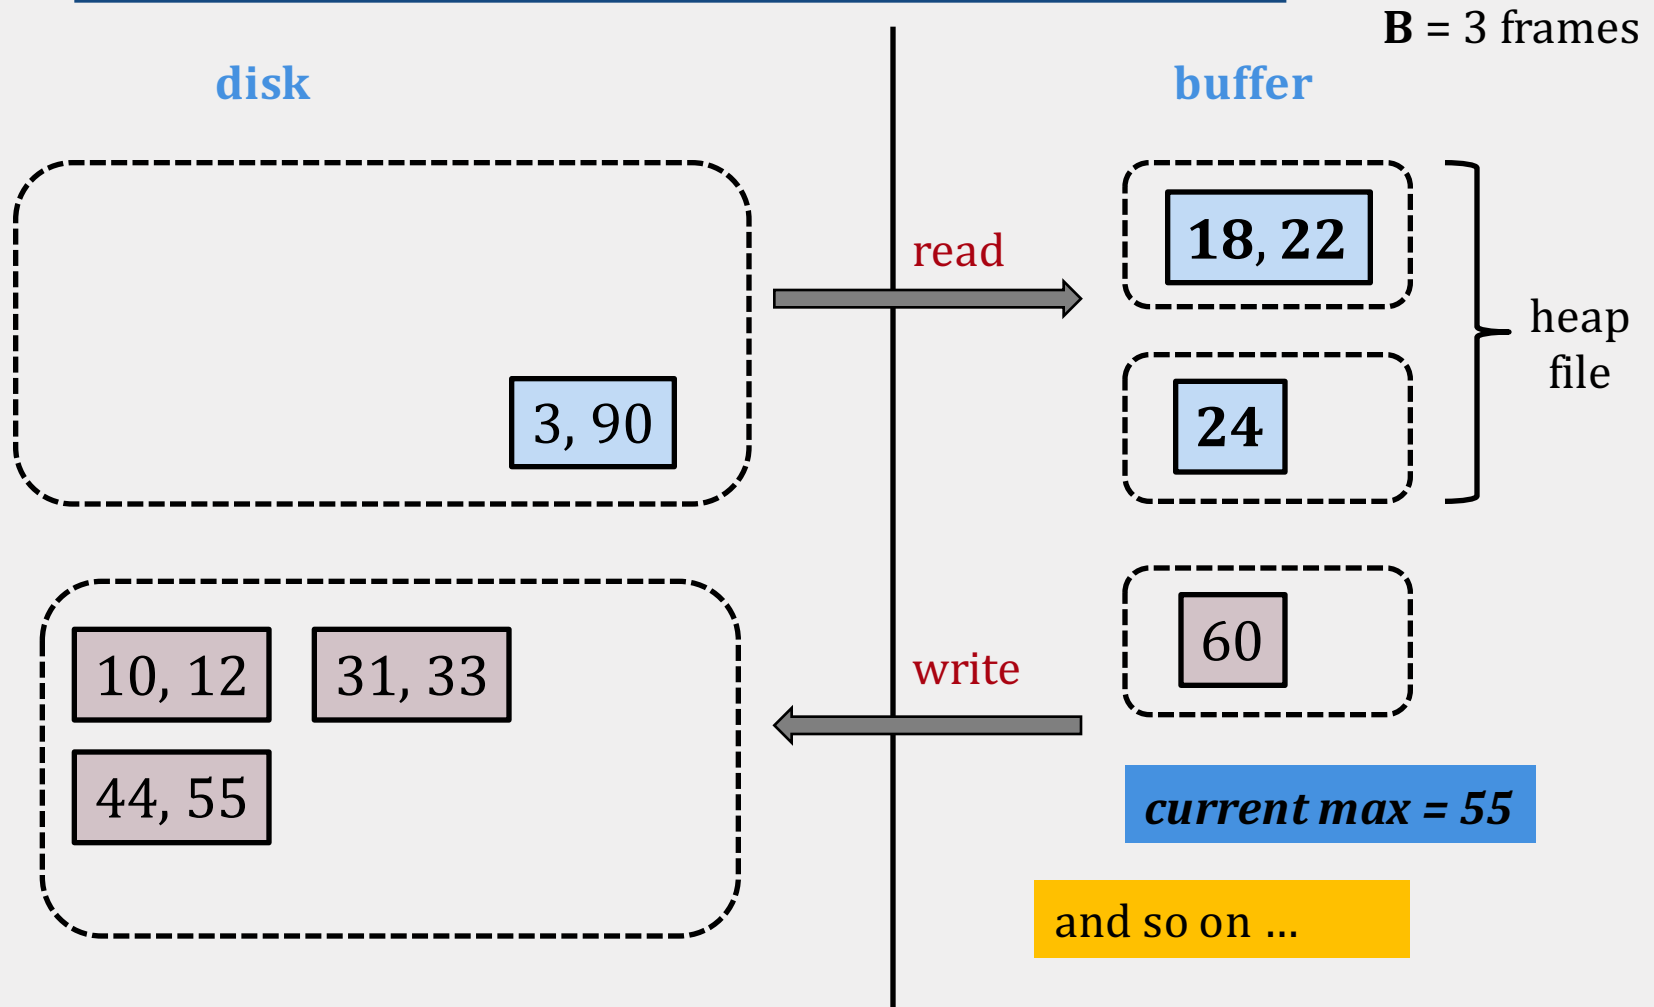 B = 3 frames
disk
buffer
18, 22
read
heap
file
3, 90
24
60
10, 12
31, 33
write
44, 55
current max = 55
and so on ...